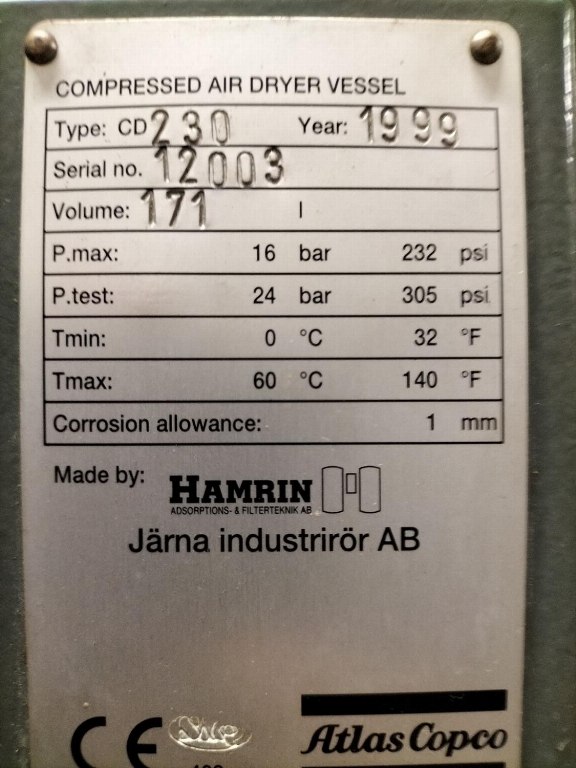 COMPRESSED AIR DRYER VESSEL
Type: CD 230 Year: 1999
Serial no. 12003
Volume: 171 l
P.max: 16 bar 232 psi
P.test: 24 bar 305 psi
Tmin: 0 °C 32 °F
Tmax: 60 °C 140 °F
Corrosion allowance: 1 mm
Made by: HAMRIN
ADSORPTIONS- & FILTERTEKNIK AB
Järna industrirör AB
CE
Atlas Copco